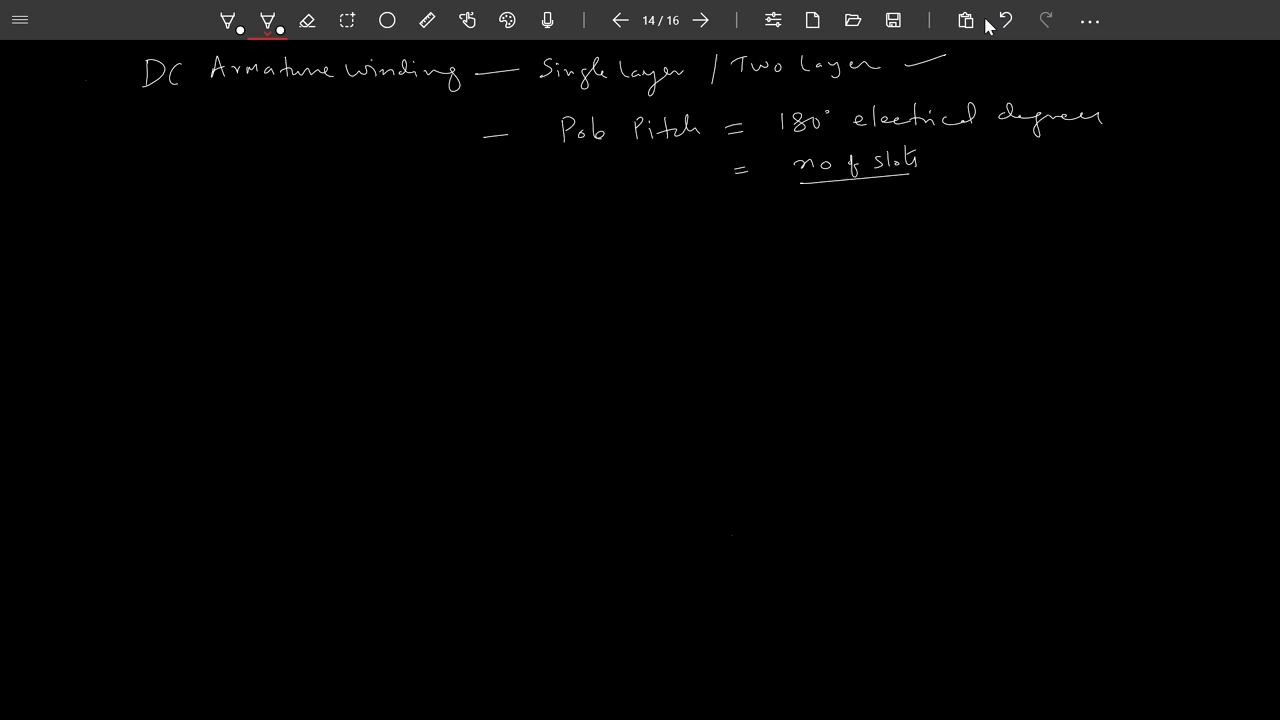 14 / 16
DC Armature winding — Single layer / Two Layer
— Pole Pitch = 180° electrical degrees
= no of slots